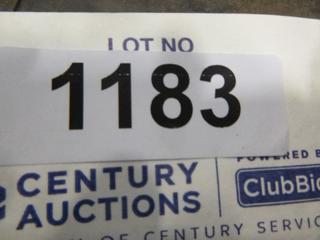 LOT NO
1183
CENTURY
AUCTIONS
POWERED
ClubBid
OF CENTURY SERVIC